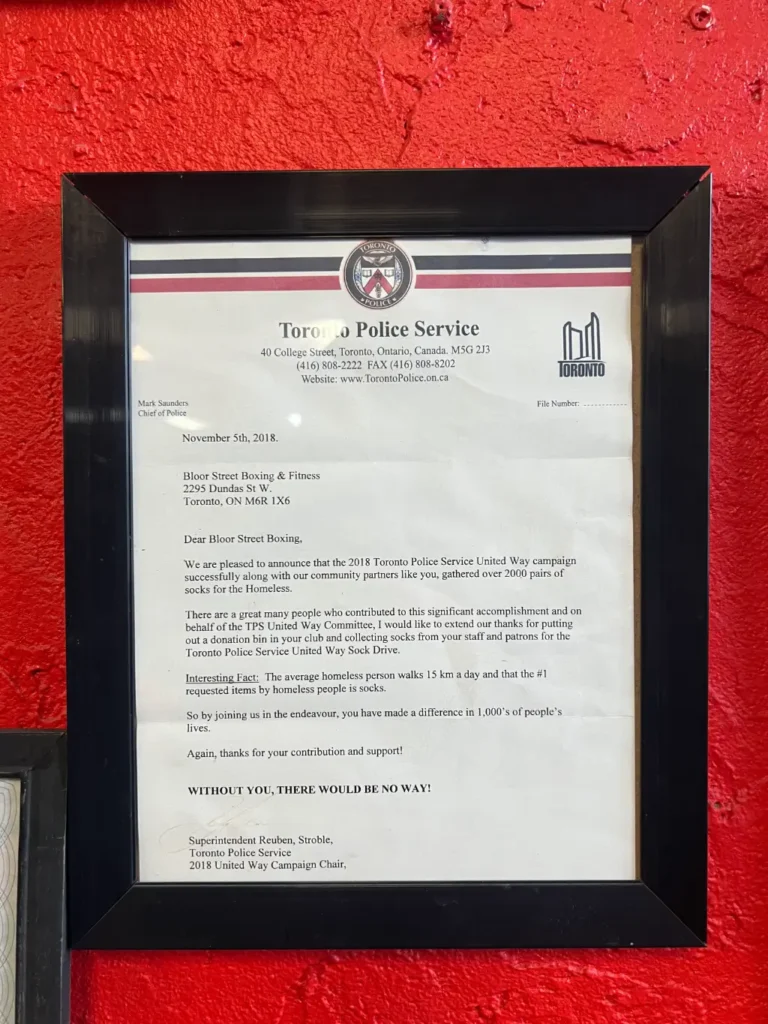 TORONTO
POLICE
Toronto Police Service
40 College Street, Toronto, Ontario, Canada. M5G 2J3
(416) 808-2222 FAX (416) 808-8202
Website: www.TorontoPolice.on.ca
TORONTO
Mark Saunders
Chief of Police
File Number: ............
November 5th, 2018.
Bloor Street Boxing & Fitness
2295 Dundas St W.
Toronto, ON M6R 1X6
Dear Bloor Street Boxing,
We are pleased to announce that the 2018 Toronto Police Service United Way campaign
successfully along with our community partners like you, gathered over 2000 pairs of
socks for the Homeless.
There are a great many people who contributed to this significant accomplishment and on
behalf of the TPS United Way Committee, I would like to extend our thanks for putting
out a donation bin in your club and collecting socks from your staff and patrons for the
Toronto Police Service United Way Sock Drive.
Interesting Fact: The average homeless person walks 15 km a day and that the #1
requested items by homeless people is socks.
So by joining us in the endeavour, you have made a difference in 1,000's of people's
lives.
Again, thanks for your contribution and support!
WITHOUT YOU, THERE WOULD BE NO WAY!
Superintendent Reuben, Stroble,
Toronto Police Service
2018 United Way Campaign Chair,